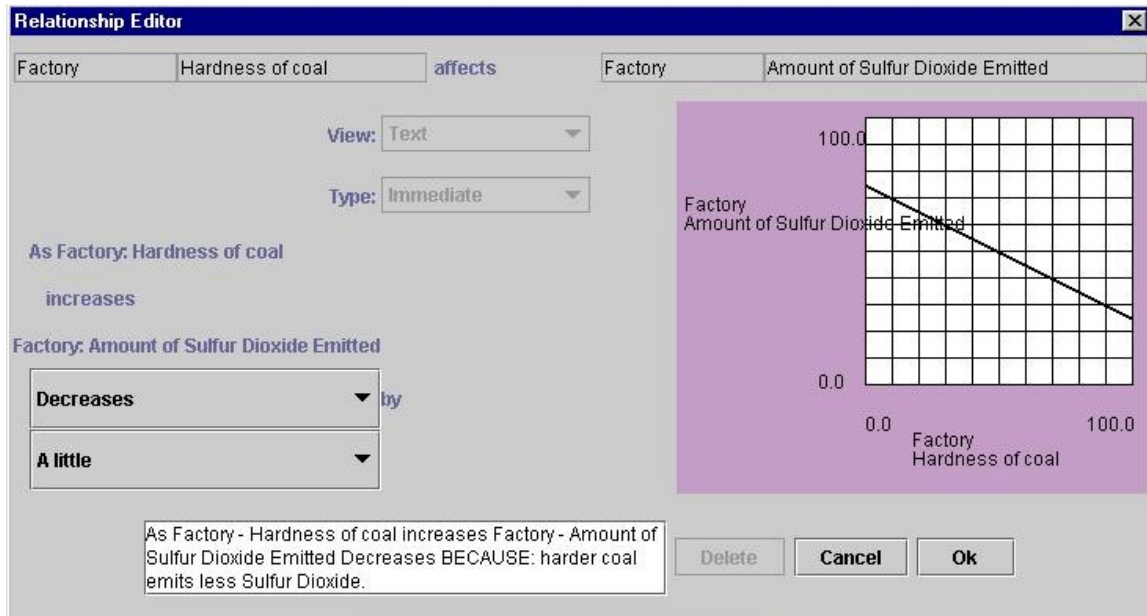 Relationship Editor
Factory Hardness of coal affects Factory Amount of Sulfur Dioxide Emitted
View: Text
Type: Immediate
As Factory: Hardness of coal
increases
Factory: Amount of Sulfur Dioxide Emitted
Decreases by
A little
100.0
Factory
Amount of Sulfur Dioxide Emitted
0.0
0.0 100.0
Factory
Hardness of coal
As Factory - Hardness of coal increases Factory - Amount of
Sulfur Dioxide Emitted Decreases BECAUSE: harder coal
emits less Sulfur Dioxide.
Delete Cancel Ok